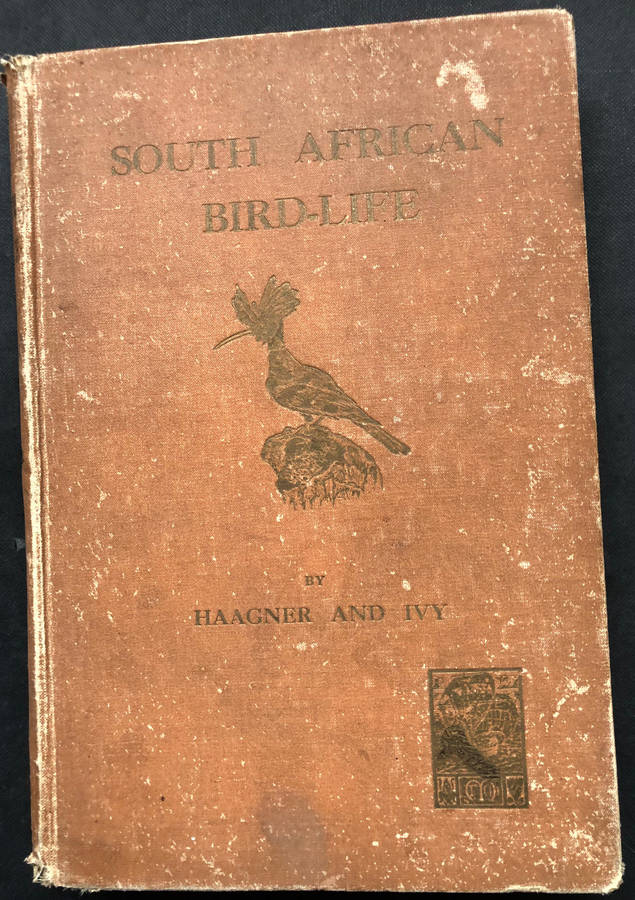 SOUTH AFRICAN
BIRD-LIFE
BY
HAAGNER AND IVY